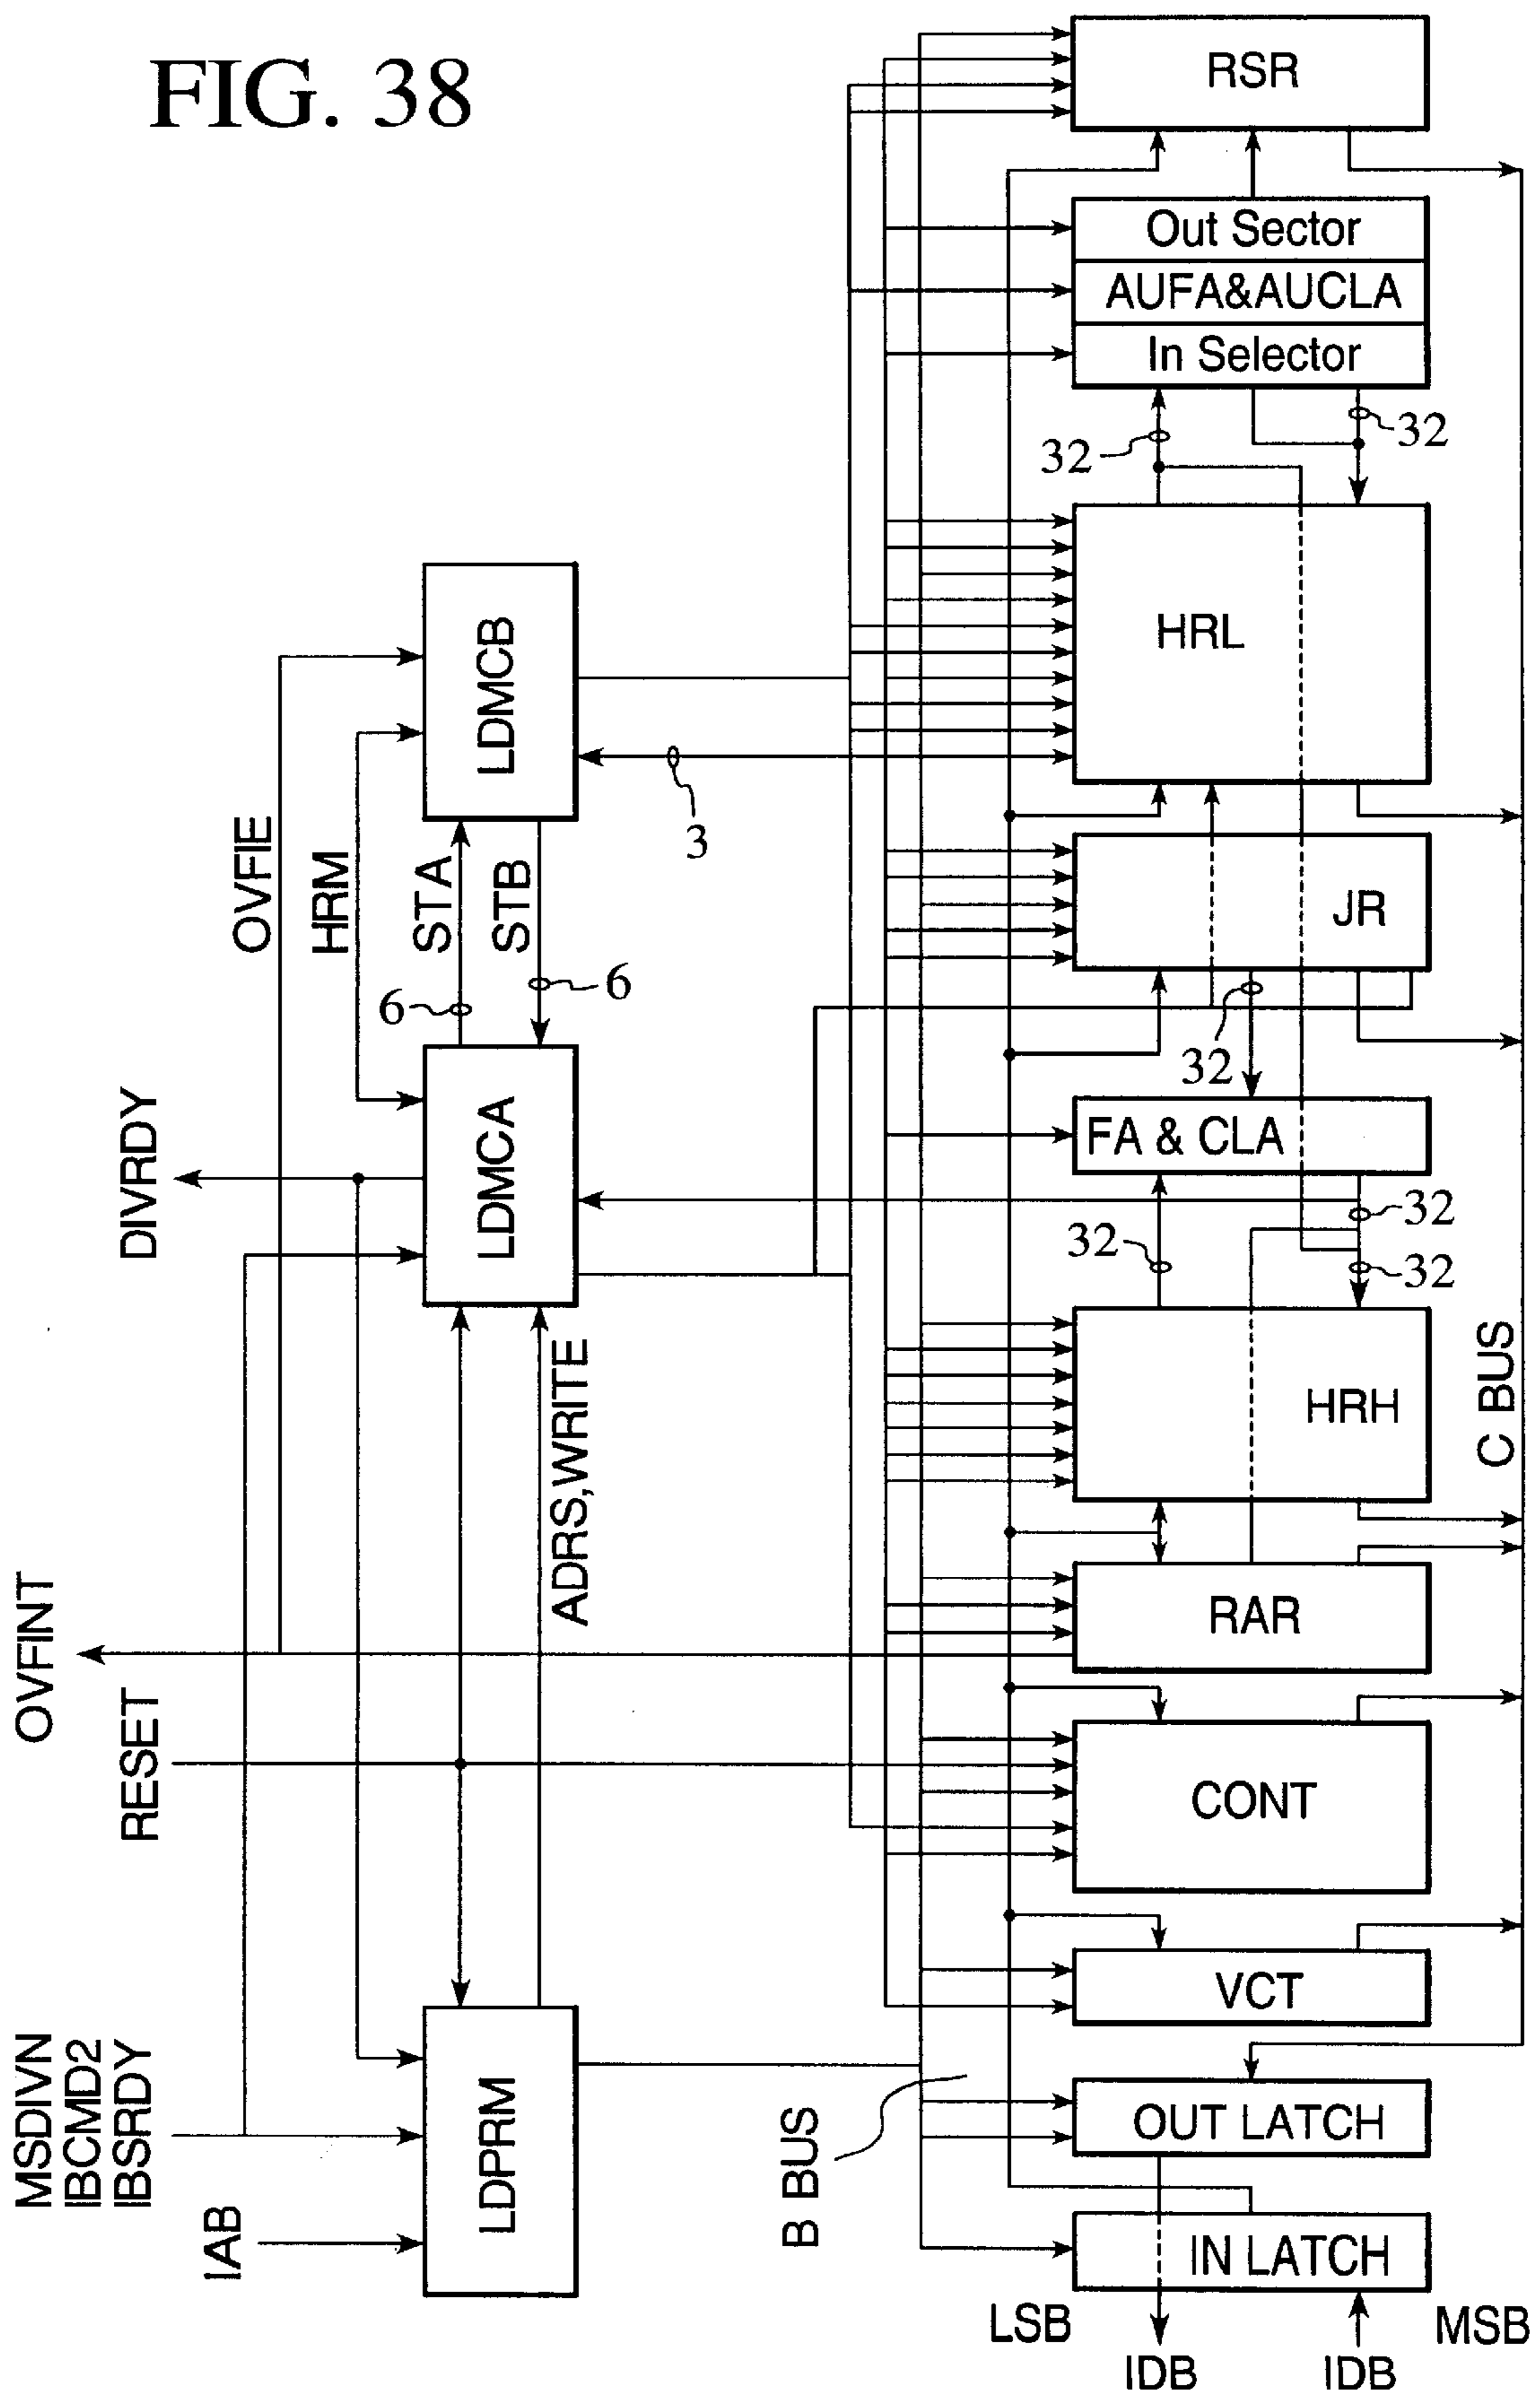 FIG. 38
RSR
Out Sector
AUFA&AUCLA
In Selector
32
32
HRL
LDMCB
3
OVFIE
HRM
STA
STB
6
6
JR
32
FA & CLA
DIVRDY
LDMCA
32
32
32
ADRS,WRITE
HRH
C BUS
RAR
OVFINT
RESET
CONT
VCT
MSDIVN
IBCMD2
IBSRDY
IAB
LDPRM
B BUS
OUT LATCH
IN LATCH
LSB
MSB
IDB
IDB